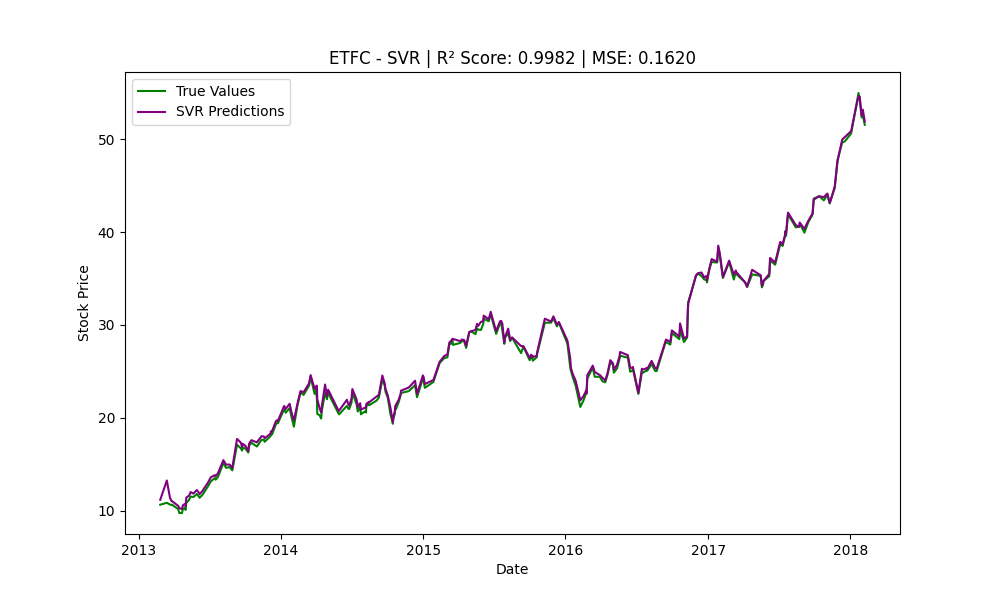 ETFC - SVR | R² Score: 0.9982 | MSE: 0.1620
True Values
SVR Predictions
Stock Price
50
40
30
20
10
2013 2014 2015 2016 2017 2018
Date